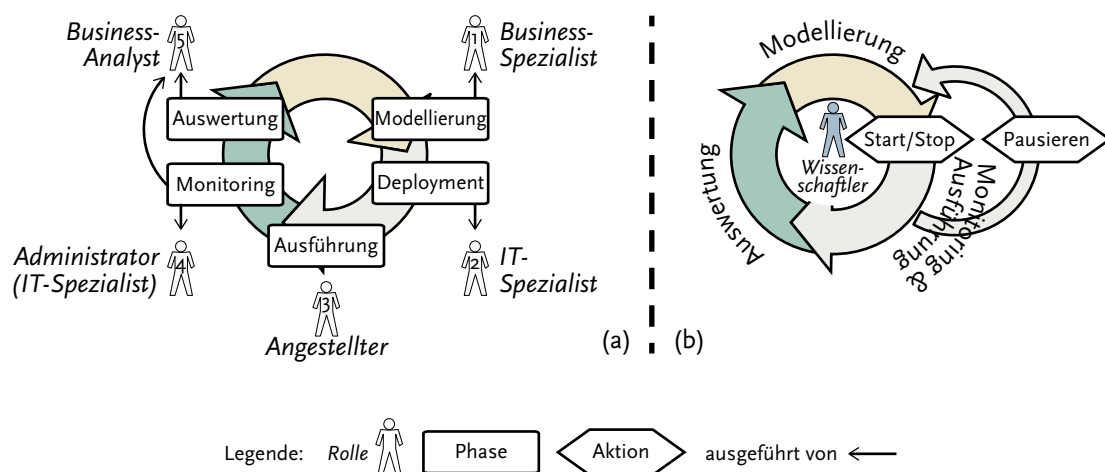 Business-
Analyst
5
1
Business-
Spezialist
Auswertung
Modellierung
Monitoring
Deployment
Ausführung
Administrator
(IT-Spezialist)
4
2
IT-
Spezialist
3
Angestellter
(a)
(b)
Modellierung
Auswertung
Wissen-
schaftler
Start/Stop
Pausieren
Monitoring &
Ausführung
Legende:
Rolle
Phase
Aktion
ausgeführt von